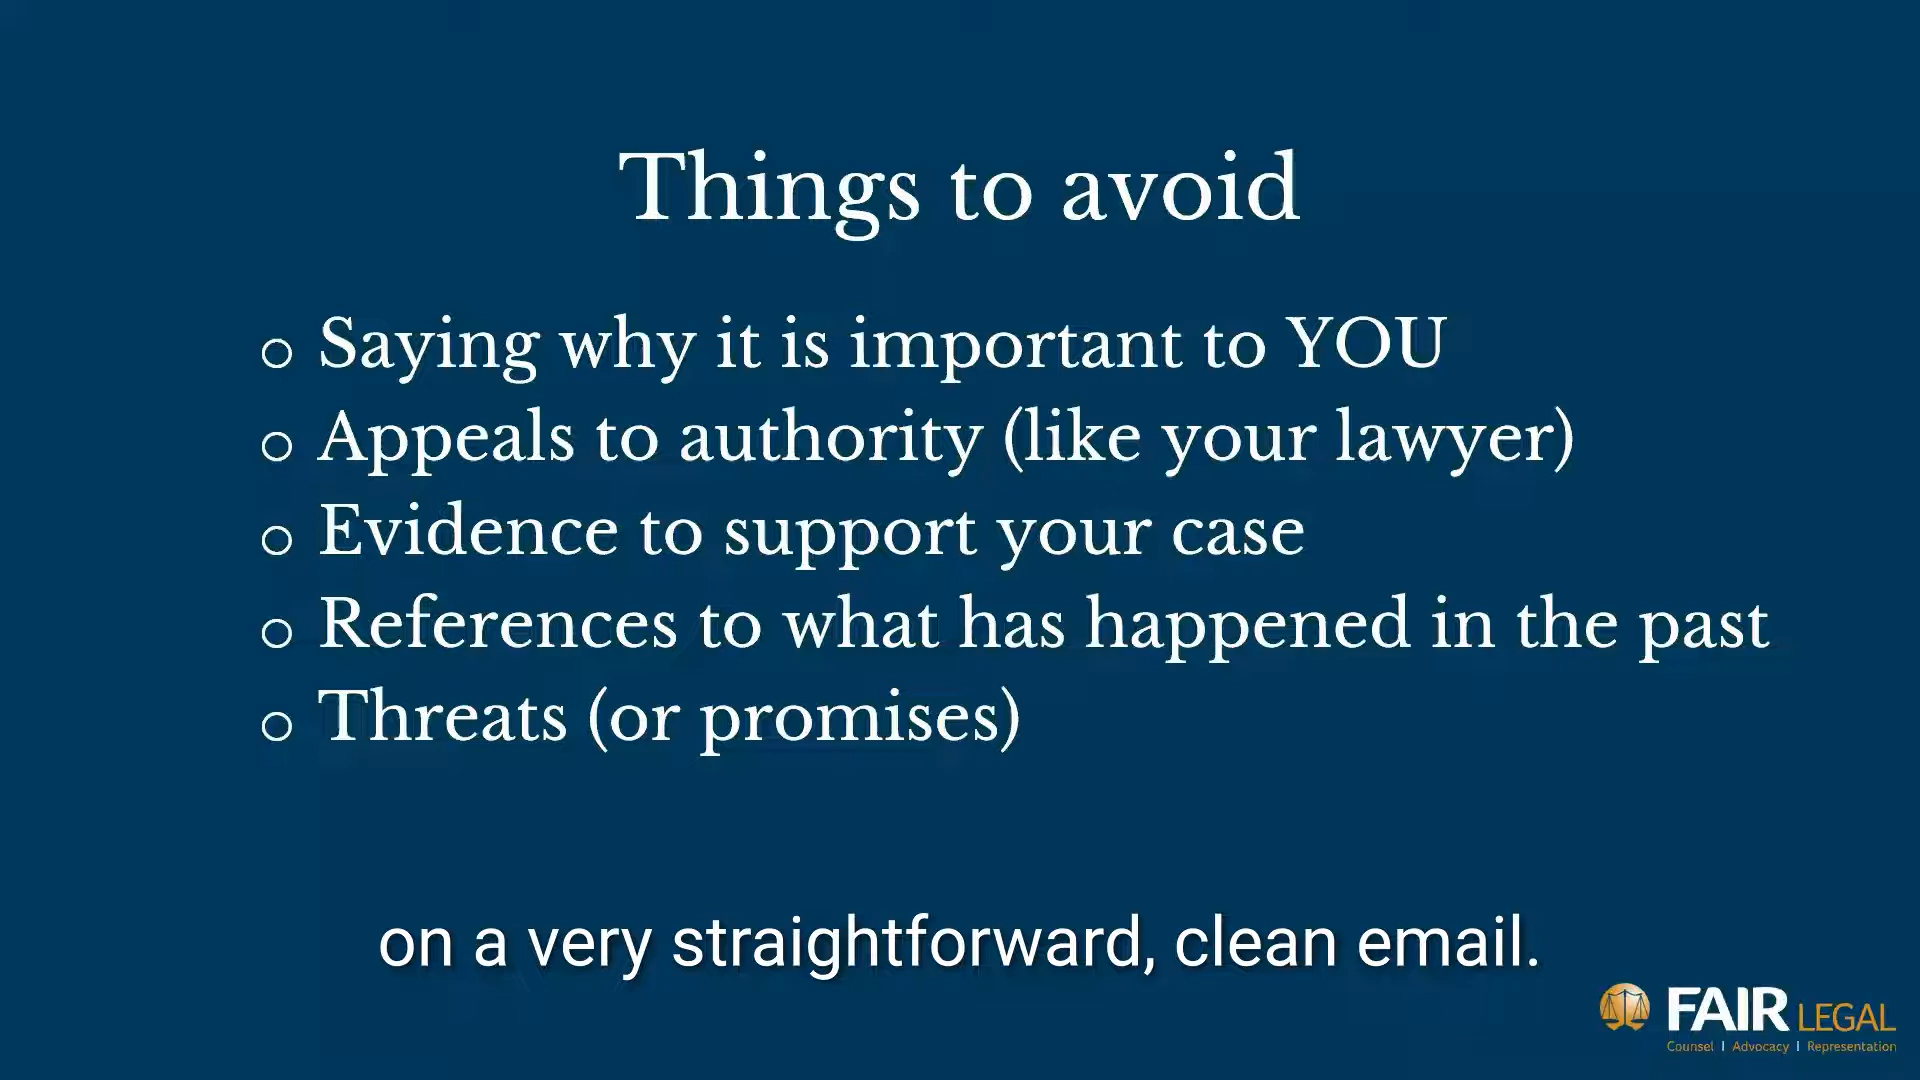 Things to avoid
o Saying why it is important to YOU
o Appeals to authority (like your lawyer)
o Evidence to support your case
o References to what has happened in the past
o Threats (or promises)
on a very straightforward, clean email.
FAIR LEGAL
Counsel | Advocacy | Representation